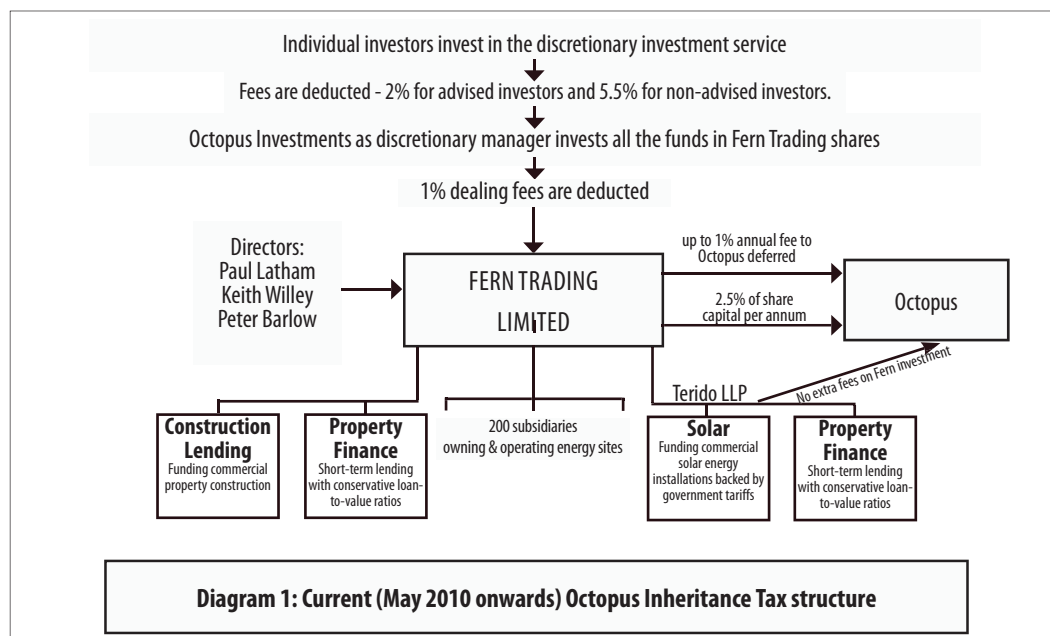 Individual investors invest in the discretionary investment service
Fees are deducted - 2% for advised investors and 5.5% for non-advised investors.
Octopus Investments as discretionary manager invests all the funds in Fern Trading shares
1% dealing fees are deducted
Directors:
Paul Latham
Keith Willey
Peter Barlow
FERN TRADING
LIMITED
up to 1% annual fee to
Octopus deferred
2.5% of share
capital per annum
Octopus
No extra fees on Fern investment
Terido LLP
Construction
Lending
Funding commercial
property construction
Property
Finance
Short-term lending
with conservative loan-
to-value ratios
200 subsidiaries
owning & operating energy sites
Solar
Funding commercial
solar energy
installations backed by
government tariffs
Property
Finance
Short-term lending
with conservative loan-
to-value ratios
Diagram 1: Current (May 2010 onwards) Octopus Inheritance Tax structure